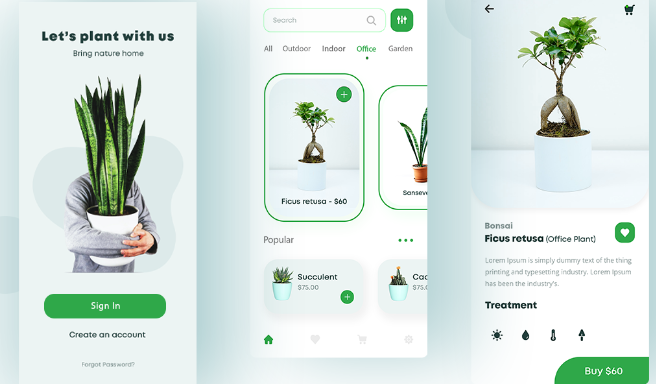 Let's plant with us
Bring nature home
Sign In
Create an account
Forgot Password?
Search
All Outdoor Indoor Office Garden
Ficus retusa - $60
Popular
Succulent
$75.00
$75.00
Bonsai
Ficus retusa (Office Plant)
Lorem Ipsum is simply dummy text of the thing
printing and typesetting industry. Lorem Ipsum
has been the industry's.
Treatment
Buy $60